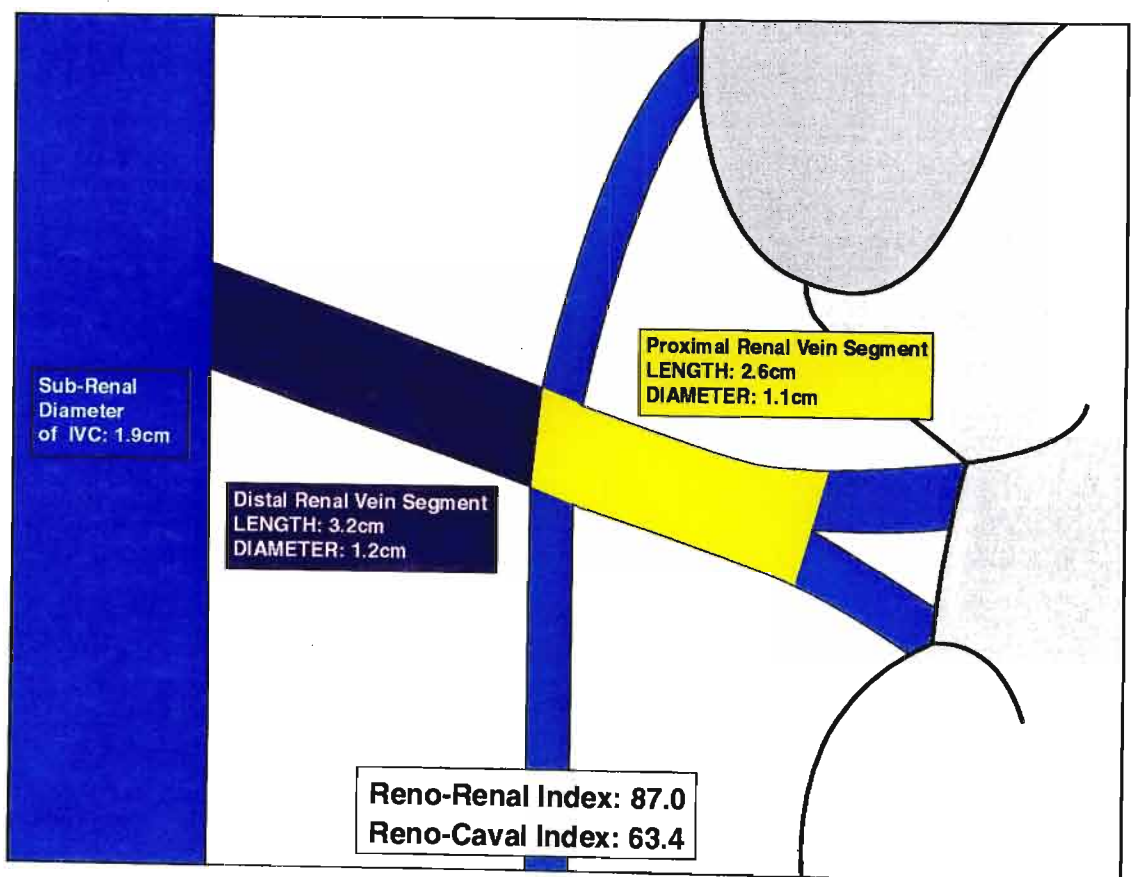 Proximal Renal Vein Segment
LENGTH: 2.6cm
DIAMETER: 1.1cm
Sub-Renal
Diameter
of IVC: 1.9cm
Distal Renal Vein Segment
LENGTH: 3.2cm
DIAMETER: 1.2cm
Reno-Renal Index: 87.0
Reno-Caval Index: 63.4